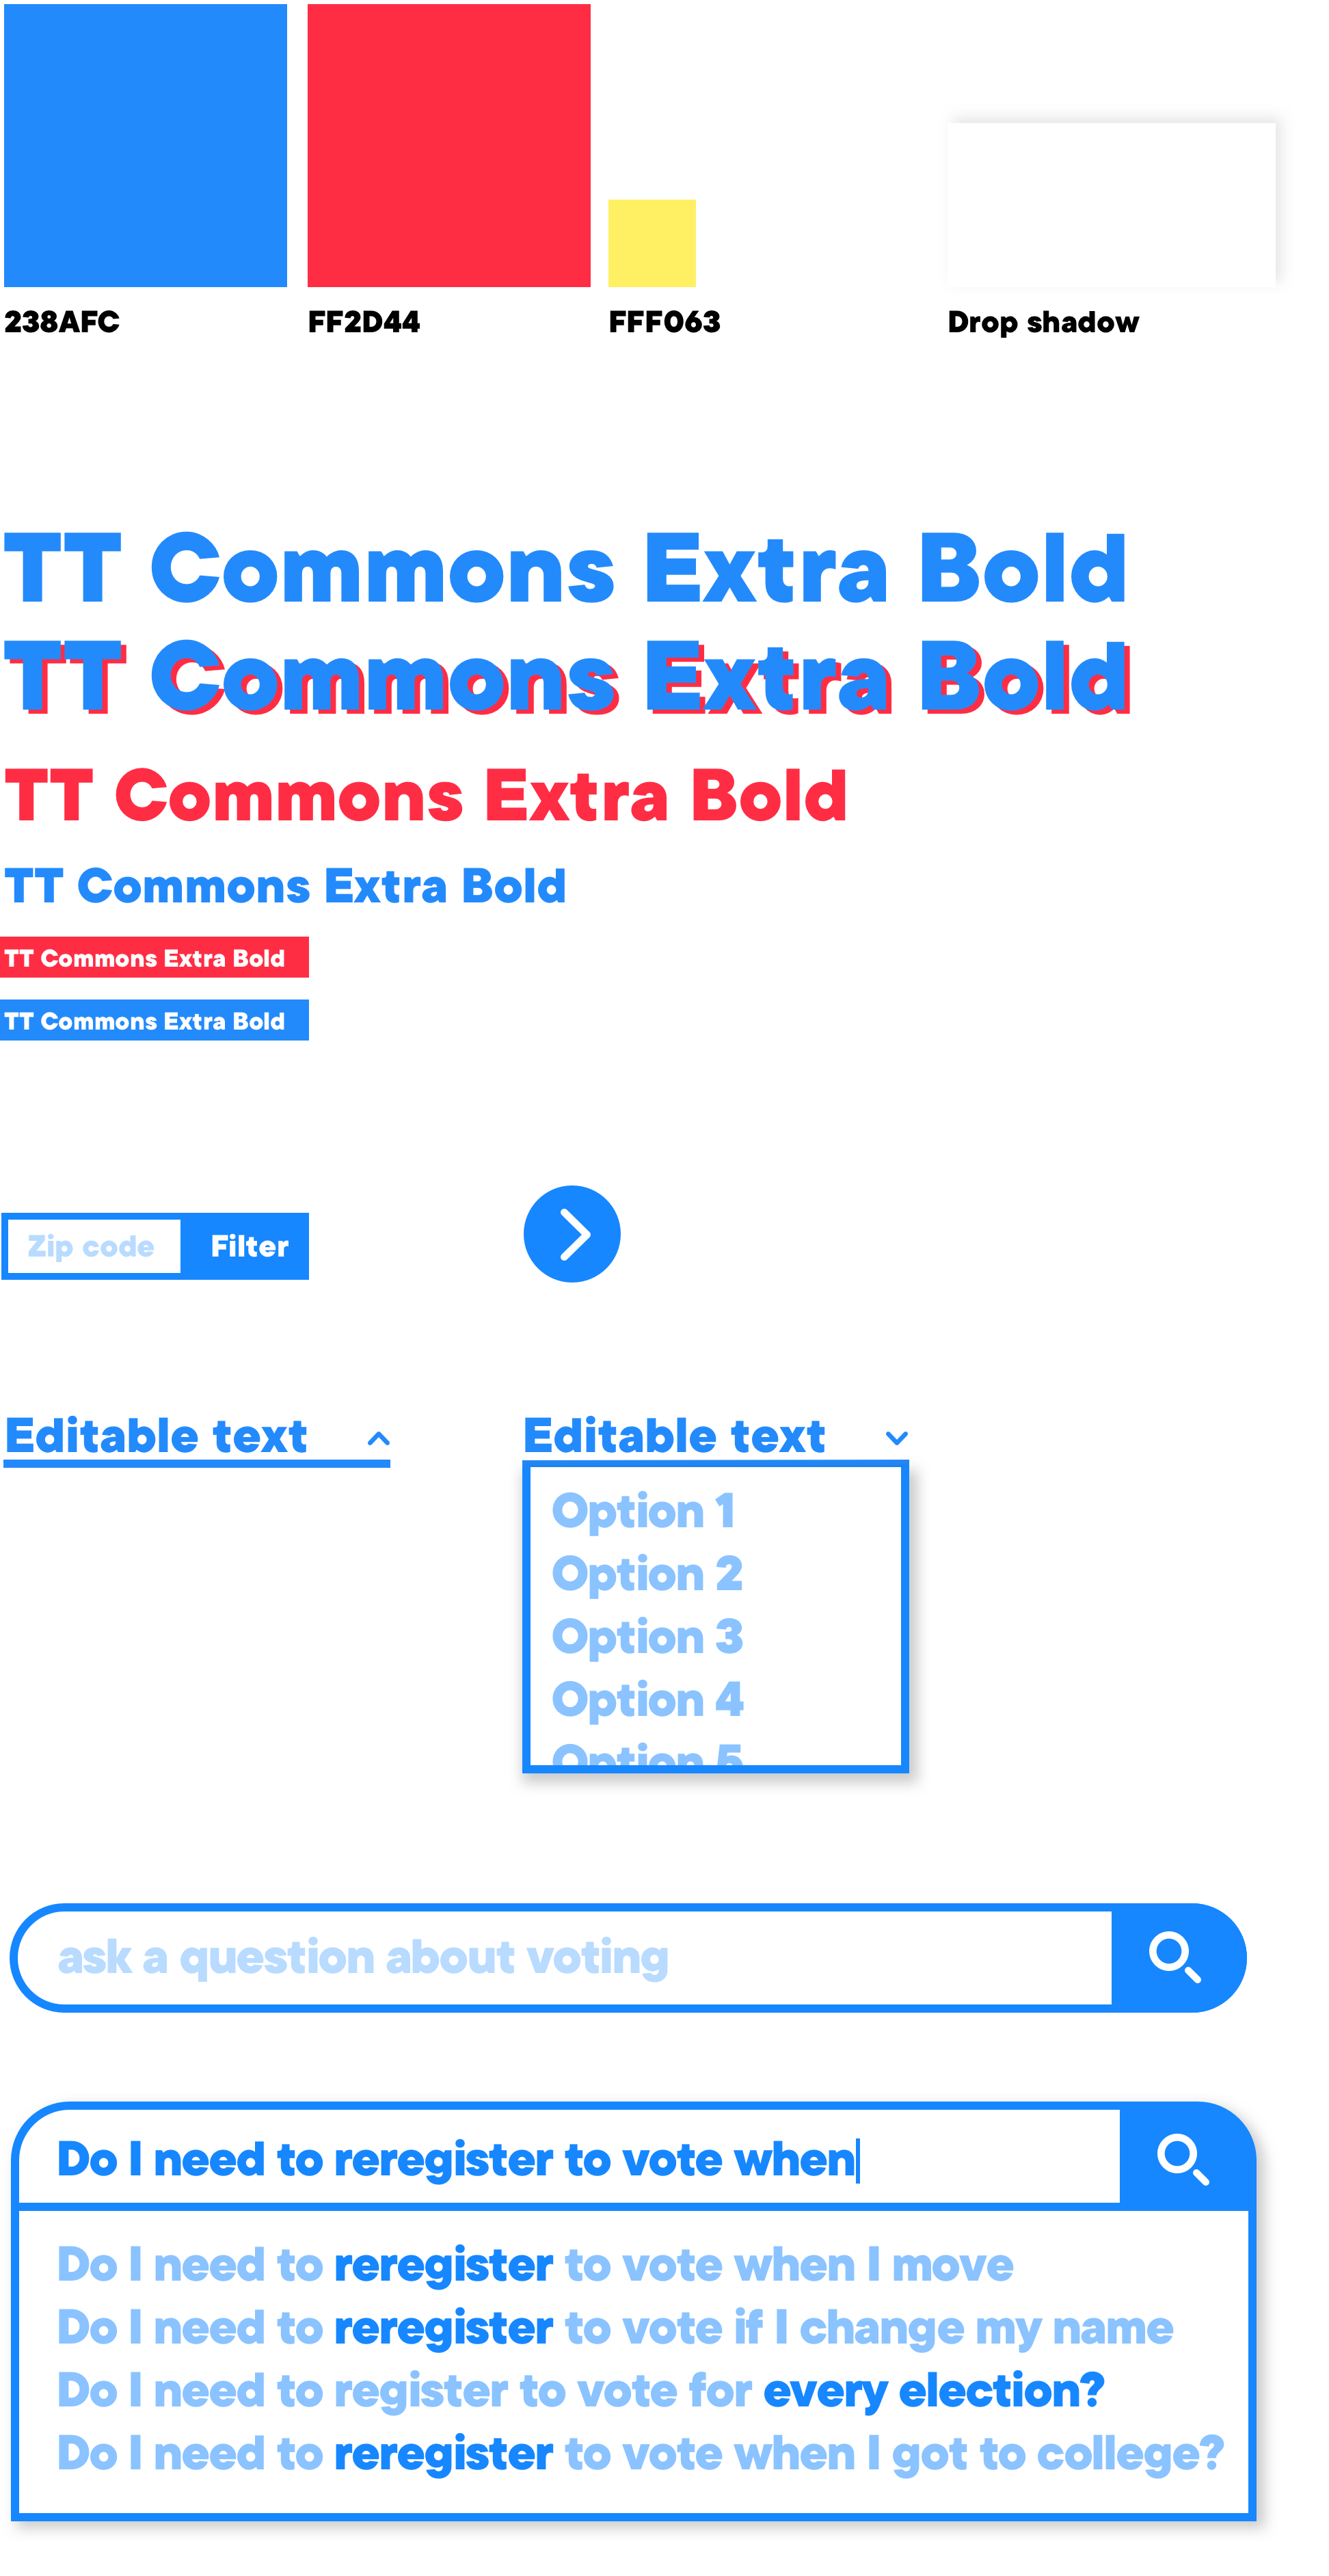 238AFC
FF2D44
FFF063
Drop shadow
TT Commons Extra Bold
TT Commons Extra Bold
TT Commons Extra Bold
TT Commons Extra Bold
TT Commons Extra Bold
TT Commons Extra Bold
Zip code
Filter
Editable text
Editable text
Option 1
Option 2
Option 3
Option 4
Option 5
ask a question about voting
Do I need to reregister to vote when
Do I need to reregister to vote when I move
Do I need to reregister to vote if I change my name
Do I need to register to vote for every election?
Do I need to reregister to vote when I got to college?